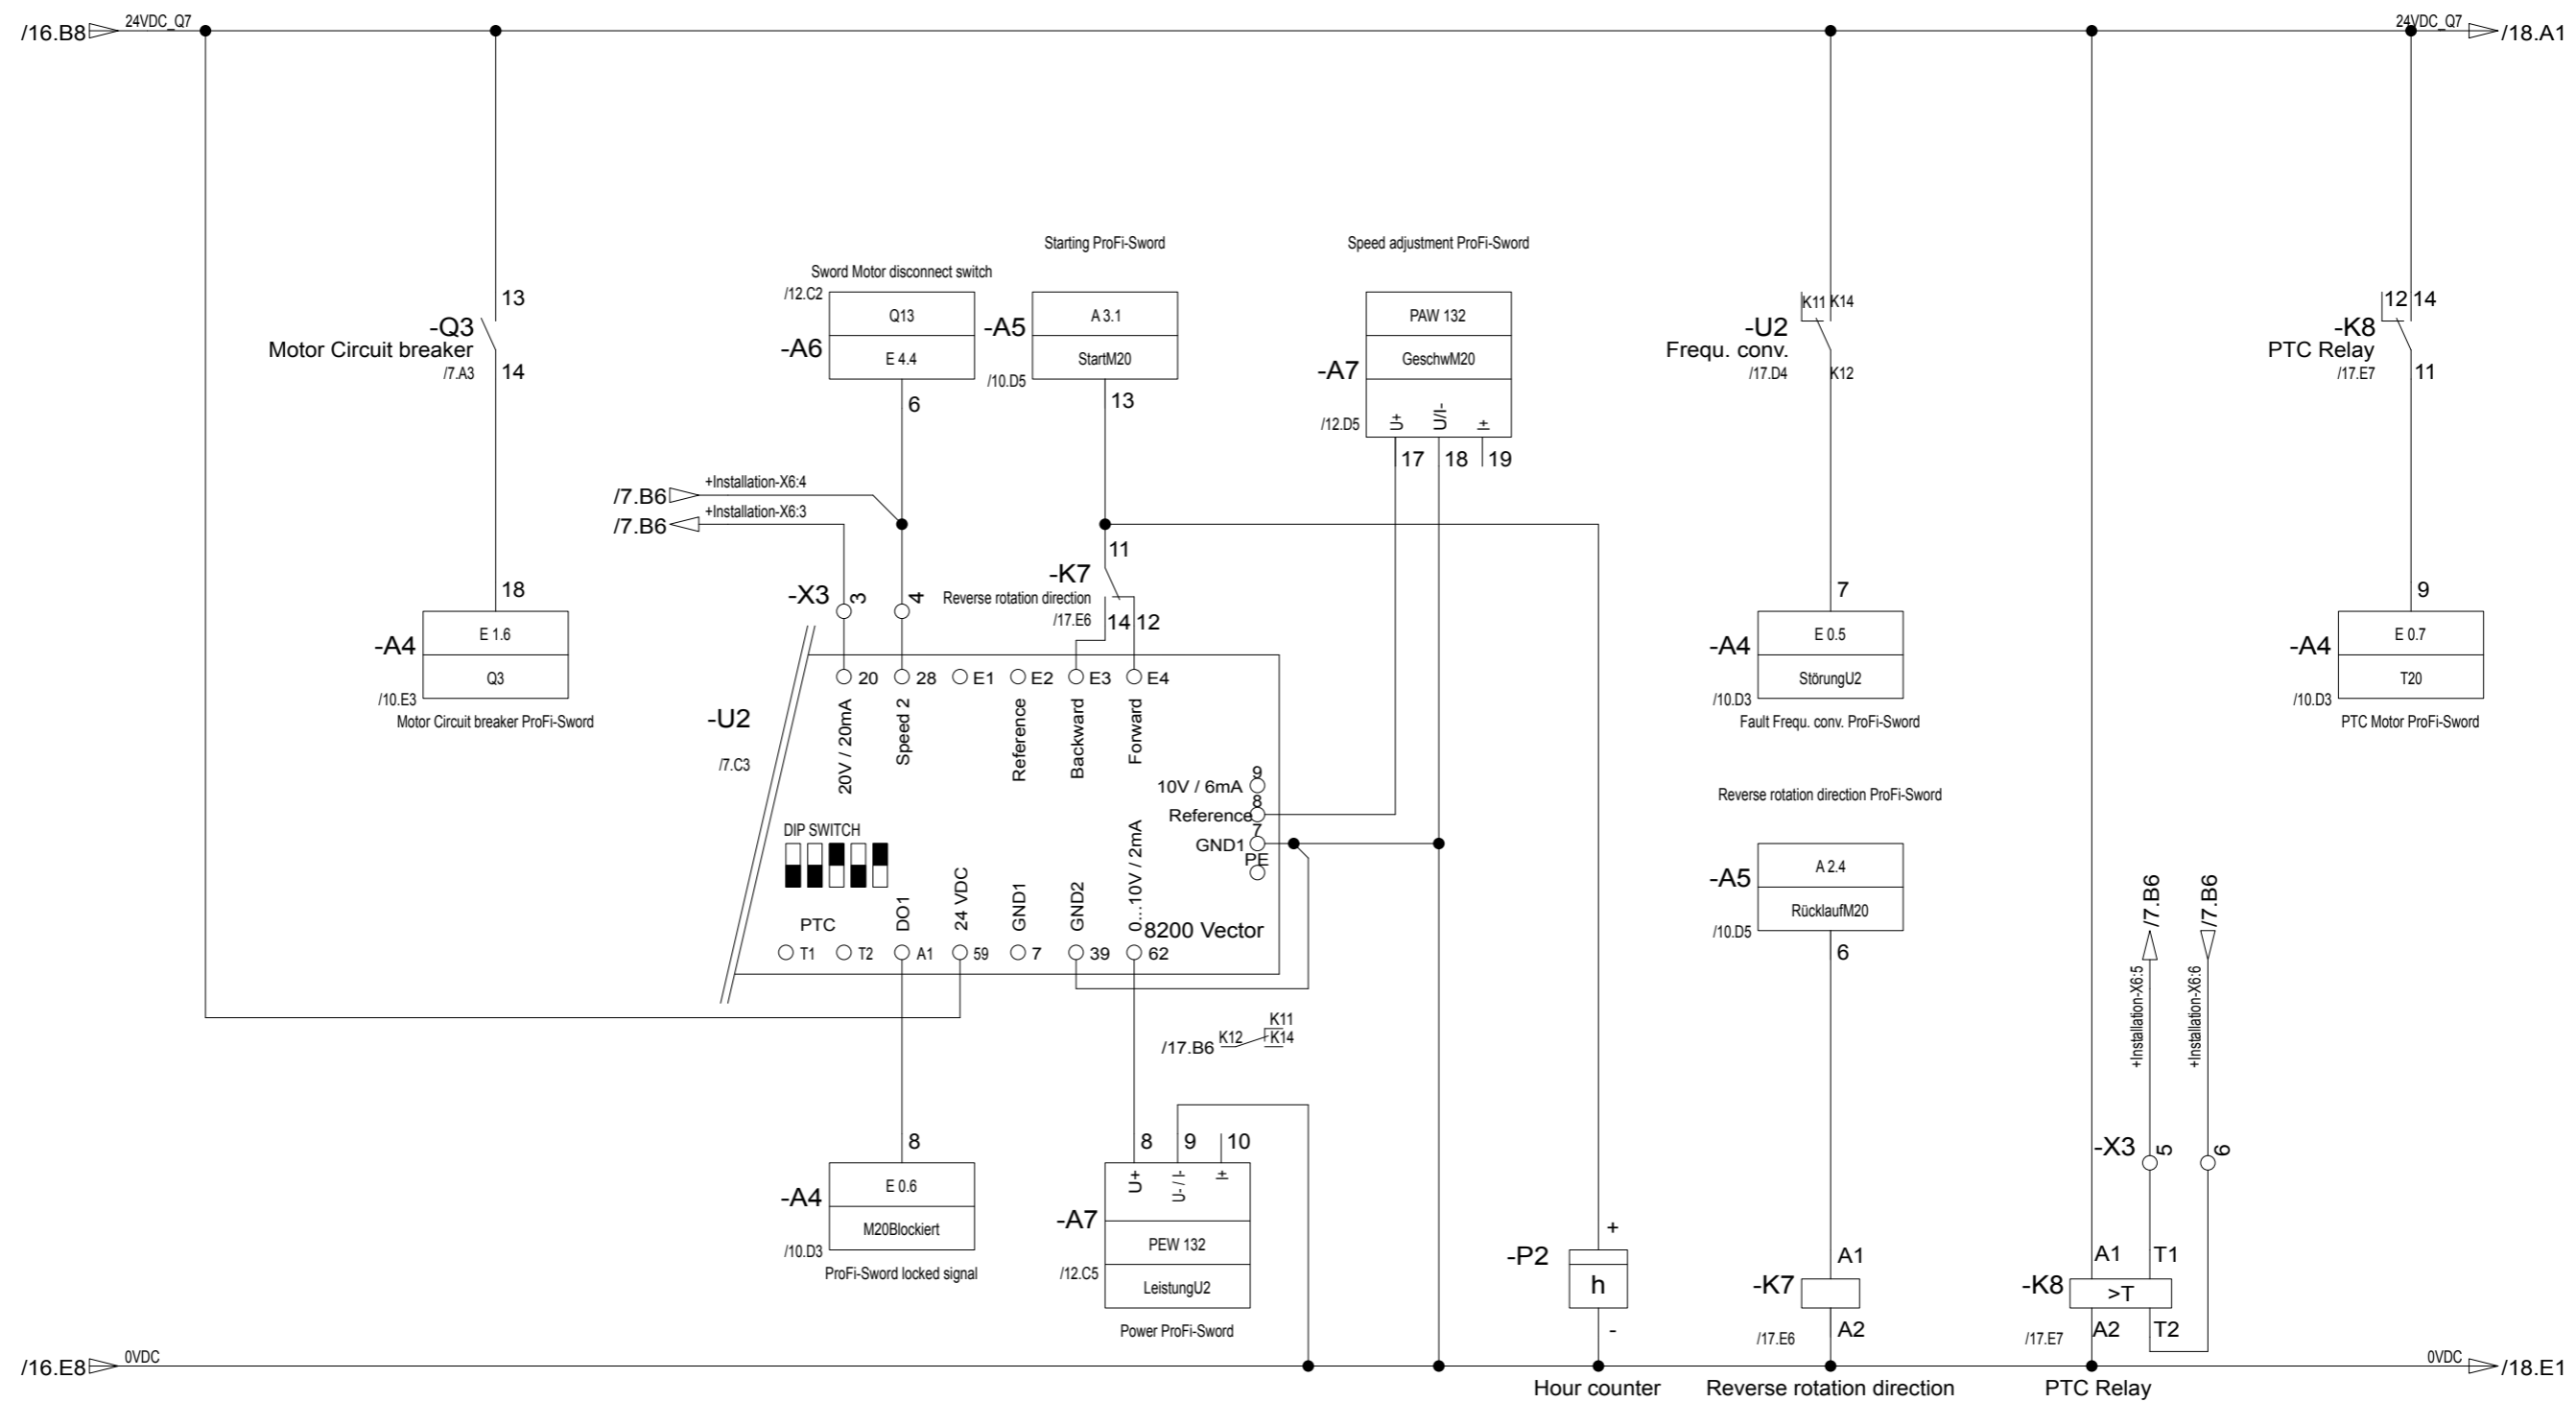 /16.B8
24VDC_Q7
24VDC_Q7
/18.A1
13
-Q3
Motor Circuit breaker
/7.A3
14
18
-A4
E 1.6
Q3
/10.E3
Motor Circuit breaker ProFi-Sword
Sword Motor disconnect switch
/12.C2
Q13
-A6
E 4.4
6
Starting ProFi-Sword
-A5
A 3.1
StartM20
/10.D5
13
Speed adjustment ProFi-Sword
PAW 132
GeschwM20
-A7
/12.D5
U+
U/I-
I+
17
18
19
K11
K14
-U2
Frequ. conv.
/17.D4
K12
12
14
-K8
PTC Relay
/17.E7
11
/7.B6
+Installation-X6:4
/7.B6
+Installation-X6:3
11
-K7
Reverse rotation direction
/17.E6
14
12
-X3
3
4
-U2
/7.C3
20
28
E1
E2
E3
E4
20V / 20mA
Speed 2
Reference
Backward
Forward
9
10V / 6mA
8
Reference
7
GND1
PE
DIP SWITCH
PTC
DO1
24 VDC
GND1
GND2
0...10V / 2mA
8200 Vector
T1
T2
A1
59
7
39
62
/17.B6
K12
K11
K14
8
-A4
E 0.6
M20Blockiert
/10.D3
ProFi-Sword locked signal
8
9
10
U+
U- / I-
I+
-A7
PEW 132
/12.C5
LeistungU2
Power ProFi-Sword
7
-A4
E 0.5
StörungU2
/10.D3
Fault Frequ. conv. ProFi-Sword
9
-A4
E 0.7
T20
/10.D3
PTC Motor ProFi-Sword
Reverse rotation direction ProFi-Sword
-A5
A 2.4
RücklaufM20
/10.D5
6
/7.B6
/7.B6
+Installation-X6:5
+Installation-X6:6
-X3
5
6
+
-P2
h
-
A1
-K7
/17.E6
A2
A1
T1
-K8
>T
/17.E7
A2
T2
/16.E8
0VDC
0VDC
/18.E1
Hour counter
Reverse rotation direction
PTC Relay